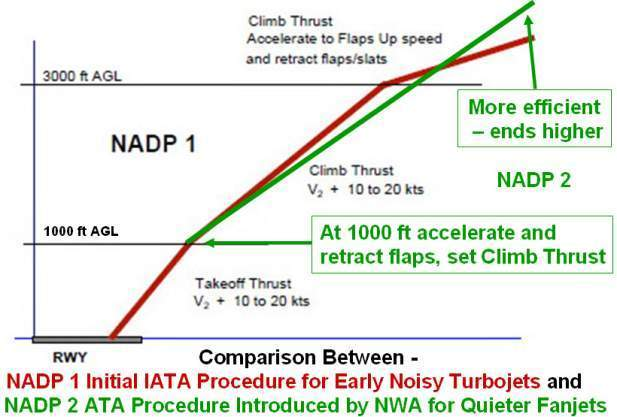 Climb Thrust
Accelerate to Flaps Up speed
and retract flaps/slats
3000 ft AGL
More efficient
– ends higher
NADP 1
Climb Thrust
V2 + 10 to 20 kts
NADP 2
1000 ft AGL
At 1000 ft accelerate and
retract flaps, set Climb Thrust
Takeoff Thrust
V2 + 10 to 20 kts
RWY
Comparison Between -
NADP 1 Initial IATA Procedure for Early Noisy Turbojets and
NADP 2 ATA Procedure Introduced by NWA for Quieter Fanjets